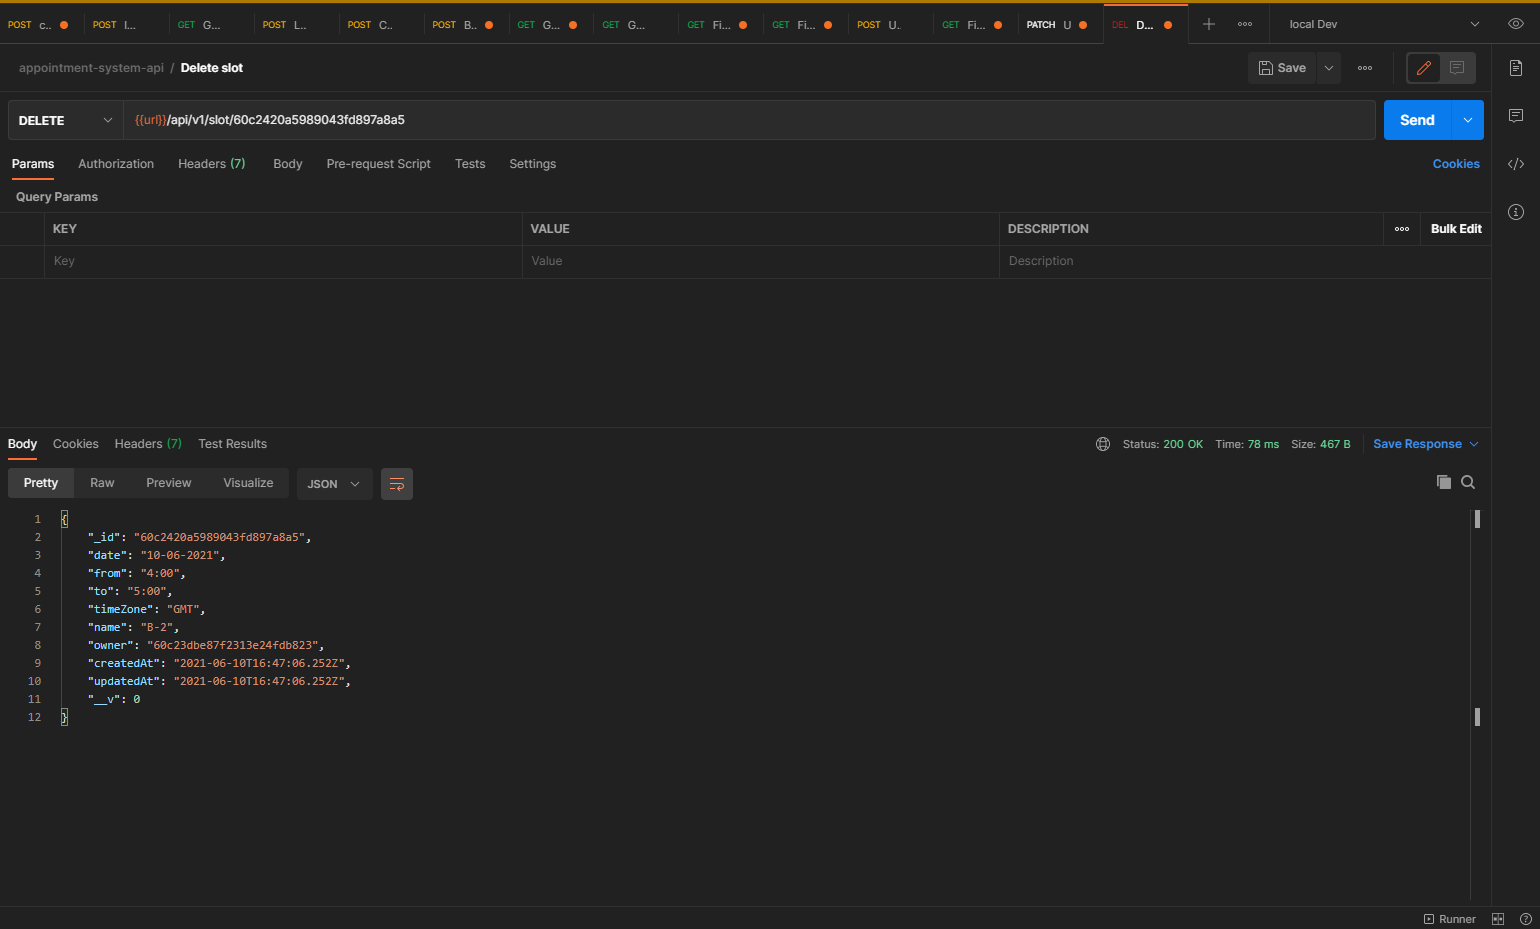 POST c.. POST I... GET G... POST L.. POST C.. POST B.. GET G... GET G... GET Fi... GET Fi... POST U.. GET Fi... PATCH U DEL D... local Dev
appointment-system-api / Delete slot Save
DELETE {{url}}/api/v1/slot/60c2420a5989043fd897a8a5 Send
Params Authorization Headers (7) Body Pre-request Script Tests Settings Cookies
Query Params
KEY VALUE DESCRIPTION Bulk Edit
Key Value Description
Body Cookies Headers (7) Test Results Status: 200 OK Time: 78 ms Size: 467 B Save Response
Pretty Raw Preview Visualize JSON
1 {
2 "_id": "60c2420a5989043fd897a8a5",
3 "date": "10-06-2021",
4 "from": "4:00",
5 "to": "5:00",
6 "timeZone": "GMT",
7 "name": "B-2",
8 "owner": "60c23dbe87f2313e24fdb823",
9 "createdAt": "2021-06-10T16:47:06.252Z",
10 "updatedAt": "2021-06-10T16:47:06.252Z",
11 "__v": 0
12 }
Runner